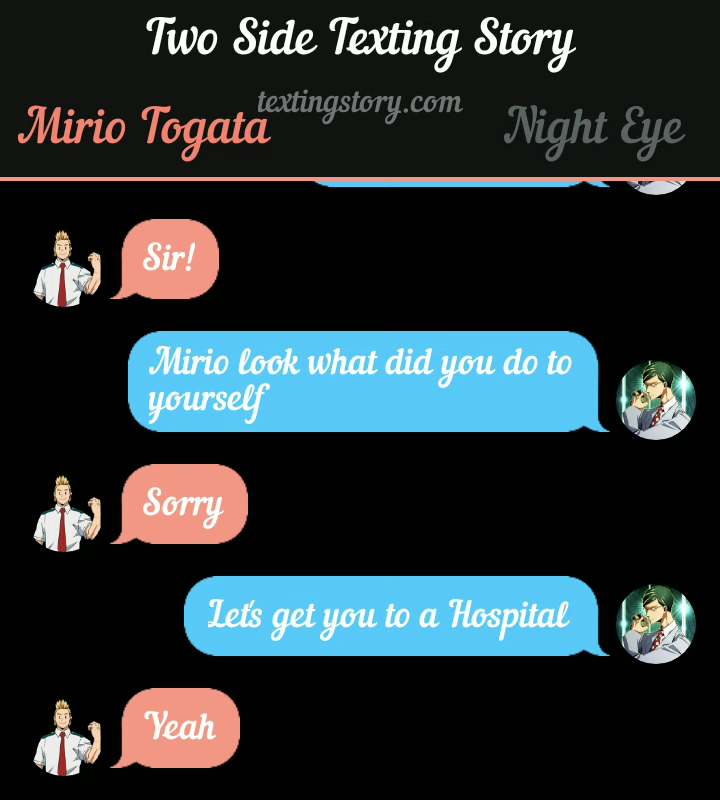 Two Side Texting Story
textingstory.com
Mirio Togata
Night Eye
Sir!
Mirio look what did you do to
yourself
Sorry
Let's get you to a Hospital
Yeah